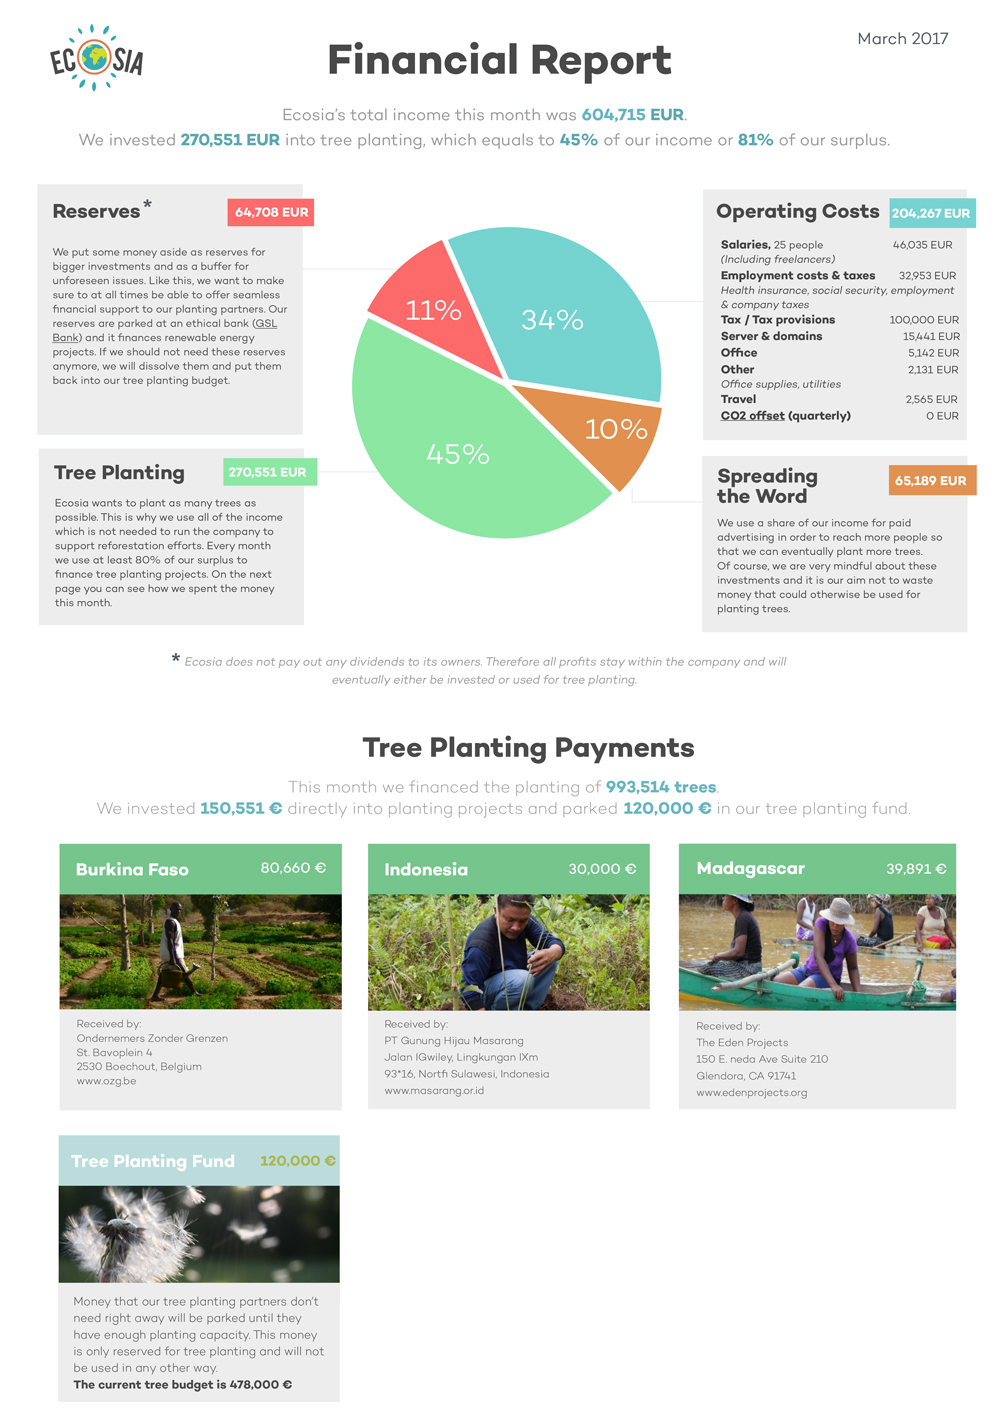 ECOSIA
March 2017
Financial Report
Ecosia's total income this month was 604,715 EUR.
We invested 270,551 EUR into tree planting, which equals to 45% of our income or 81% of our surplus.
Reserves*
64,708 EUR
We put some money aside as reserves for
bigger investments and as a buffer for
unforeseen issues. Like this, we want to make
sure to at all times be able to offer seamless
financial support to our planting partners. Our
reserves are parked at an ethical bank (GSL
Bank) and it finances renewable energy
projects. If we should not need these reserves
anymore, we will dissolve them and put them
back into our tree planting budget.
Tree Planting
270,551 EUR
Ecosia wants to plant as many trees as
possible. This is why we use all of the income
which is not needed to run the company to
support reforestation efforts. Every month
we use at least 80% of our surplus to
finance tree planting projects. On the next
page you can see how we spent the money
this month.
11%
34%
45%
10%
Operating Costs
204,267 EUR
Salaries, 25 people 46,035 EUR
(Including freelancers)
Employment costs & taxes 32,953 EUR
Health insurance, social security, employment
& company taxes
Tax / Tax provisions 100,000 EUR
Server & domains 15,441 EUR
Office 5,142 EUR
Other 2,131 EUR
Office supplies, utilities
Travel 2,565 EUR
CO2 offset (quarterly) 0 EUR
Spreading
the Word
65,189 EUR
We use a share of our income for paid
advertising in order to reach more people so
that we can eventually plant more trees.
Of course, we are very mindful about these
investments and it is our aim not to waste
money that could otherwise be used for
planting trees.
* Ecosia does not pay out any dividends to its owners. Therefore all profits stay within the company and will
eventually either be invested or used for tree planting.
Tree Planting Payments
This month we financed the planting of 993,514 trees.
We invested 150,551 € directly into planting projects and parked 120,000 € in our tree planting fund.
Burkina Faso 80,660 €
Received by:
Ondernemers Zonder Grenzen
St. Bavoplein 4
2530 Boechout, Belgium
www.ozg.be
Indonesia 30,000 €
Received by:
PT Gunung Hijau Masarang
Jalan IGwiley, Lingkungan IXm
93*16, Northi Sulawesi, Indonesia
www.masarang.or.id
Madagascar 39,891 €
Received by:
The Eden Projects
150 E. neda Ave Suite 210
Glendora, CA 91741
www.edenprojects.org
Tree Planting Fund 120,000 €
Money that our tree planting partners don't
need right away will be parked until they
have enough planting capacity. This money
is only reserved for tree planting and will not
be used in any other way.
The current tree budget is 478,000 €